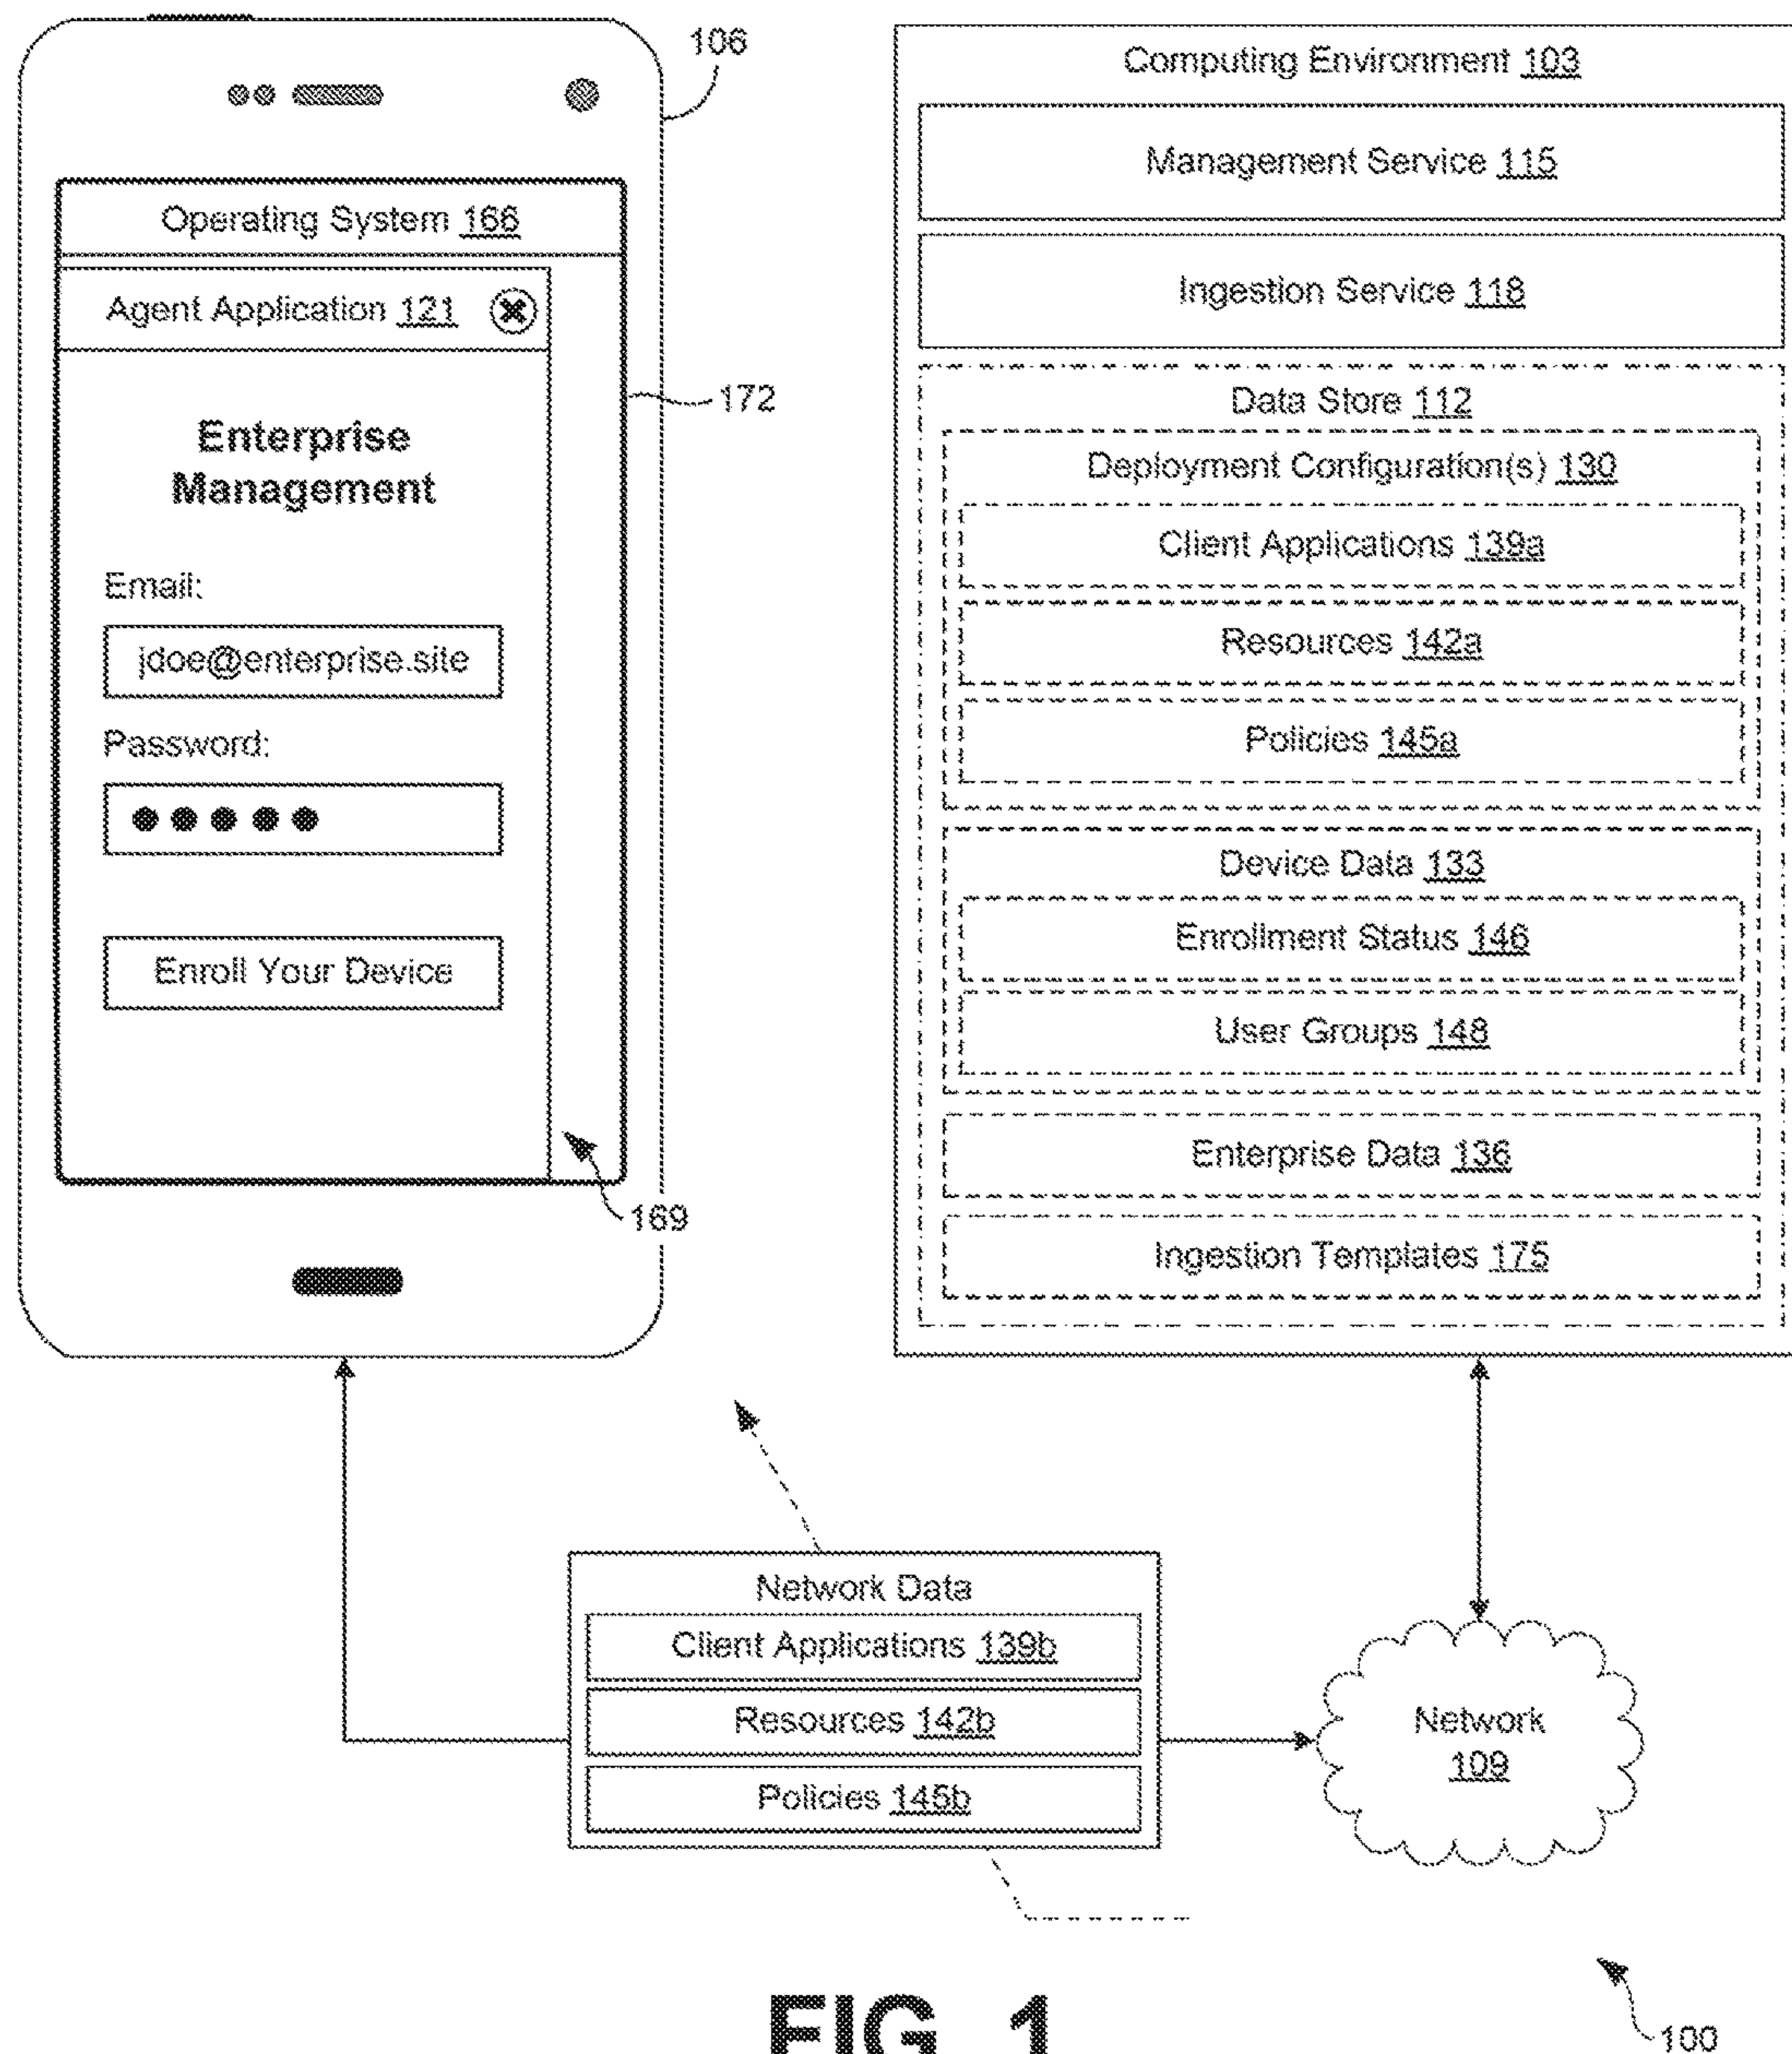 106
Operating System 166
Agent Application 121
172
Enterprise
Management
Email:
jdoe@enterprise.site
Password:
Enroll Your Device
169
Computing Environment 103
Management Service 115
Ingestion Service 118
Data Store 112
Deployment Configuration(s) 130
Client Applications 139a
Resources 142a
Policies 145a
Device Data 133
Enrollment Status 146
User Groups 148
Enterprise Data 136
Ingestion Templates 175
Network Data
Client Applications 139b
Resources 142b
Policies 145b
Network
109
100
FIG. 1